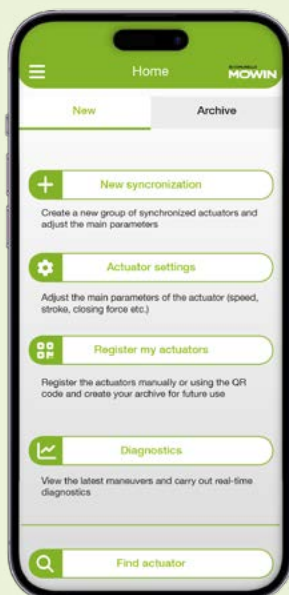 Home
MOWIN
New
Archive
New syncronization
Create a new group of synchronized actuators and
adjust the main parameters
Actuator settings
Adjust the main parameters of the actuator (speed,
stroke, closing force etc.)
Register my actuators
Register the actuators manually or using the QR
code and create your archive for future use
Diagnostics
View the latest maneuvers and carry out real-time
diagnostics
Find actuator